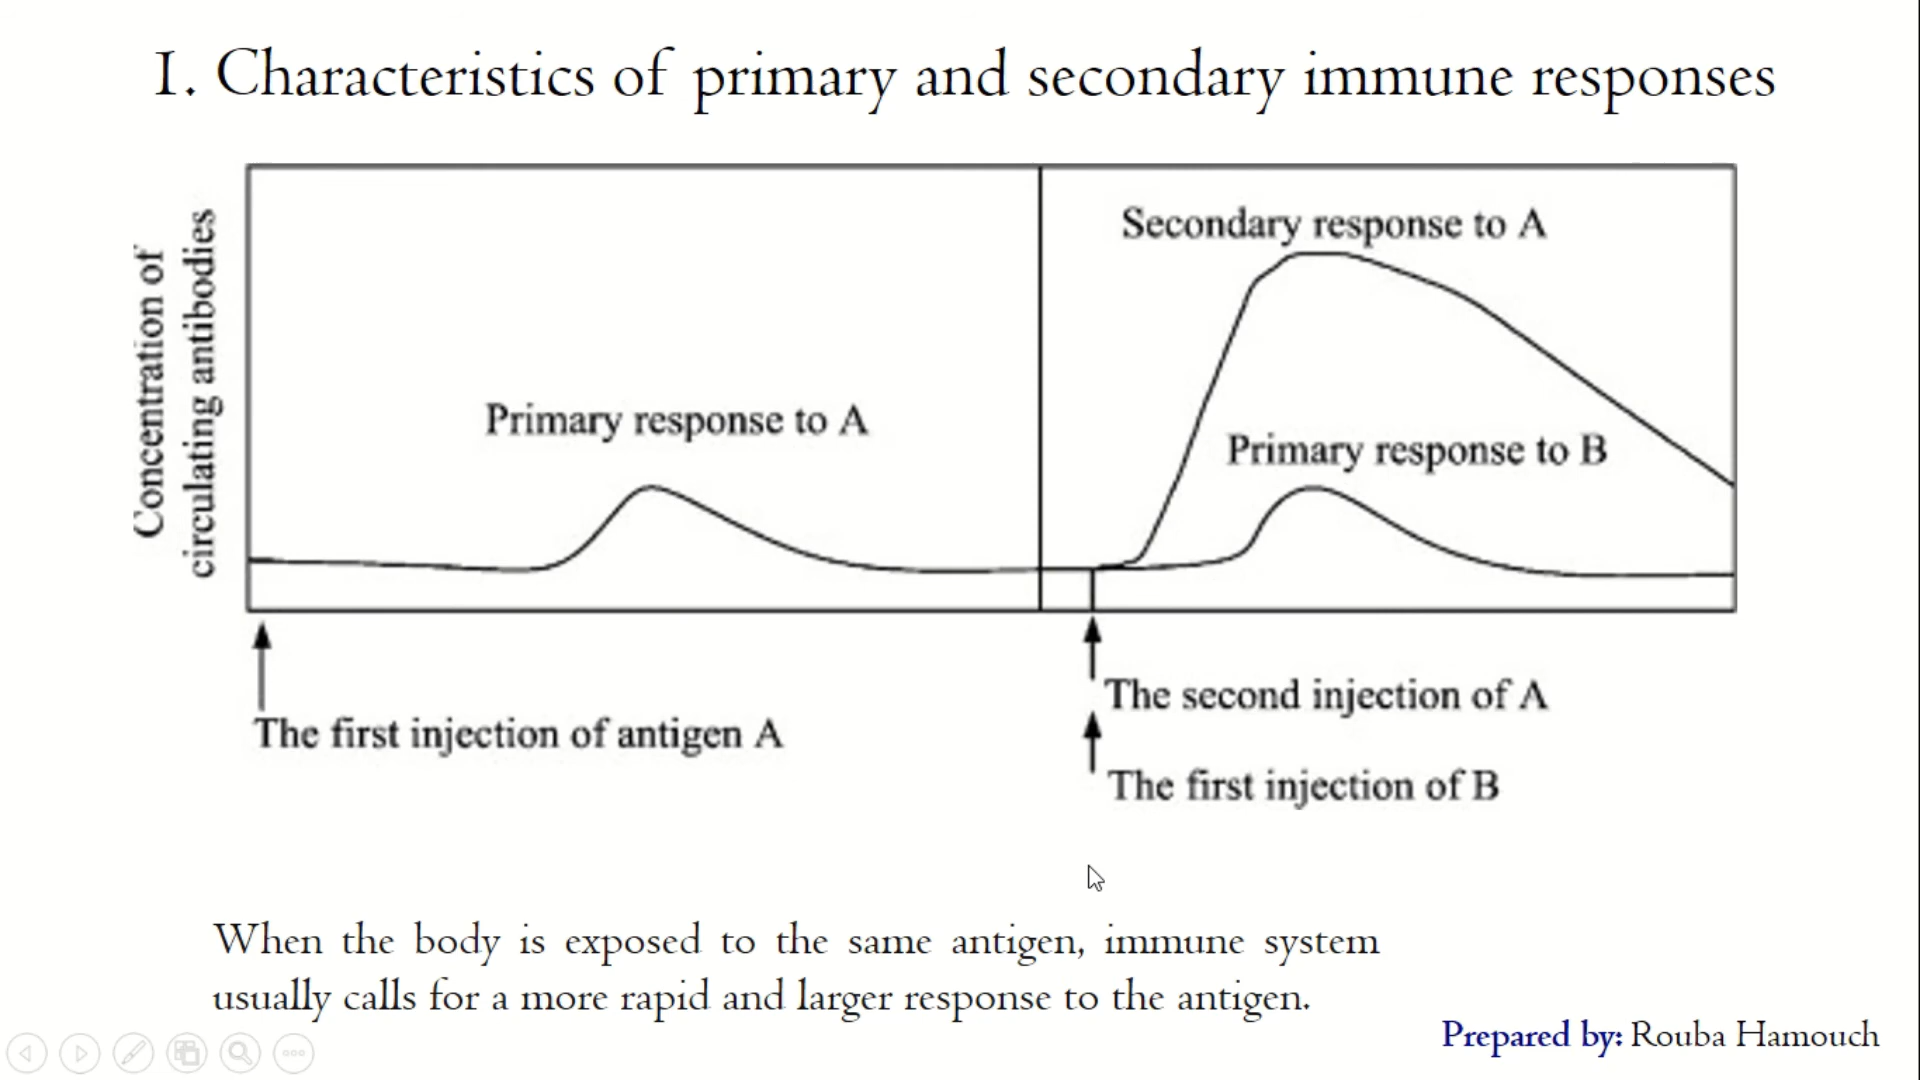 I. Characteristics of primary and secondary immune responses
Concentration of
circulating antibodies
Secondary response to A
Primary response to A
Primary response to B
The first injection of antigen A
The second injection of A
The first injection of B
When the body is exposed to the same antigen, immune system
usually calls for a more rapid and larger response to the antigen.
Prepared by: Rouba Hamouch